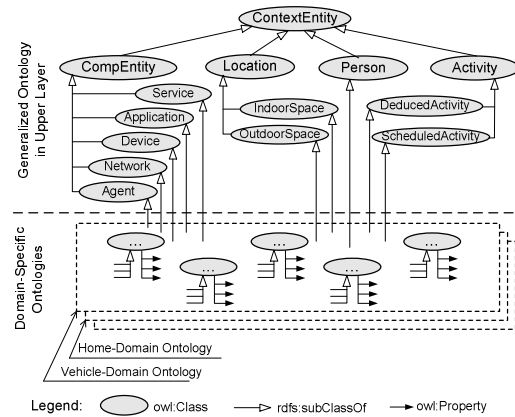 ContextEntity
CompEntity
Location
Person
Activity
Service
Application
Device
Network
Agent
IndoorSpace
OutdoorSpace
DeducedActivity
ScheduledActivity
Generalized Ontology
in Upper Layer
Domain-Specific
Ontologies
...
...
...
...
...
Home-Domain Ontology
Vehicle-Domain Ontology
Legend:
owl:Class
rdfs:subClassOf
owl:Property